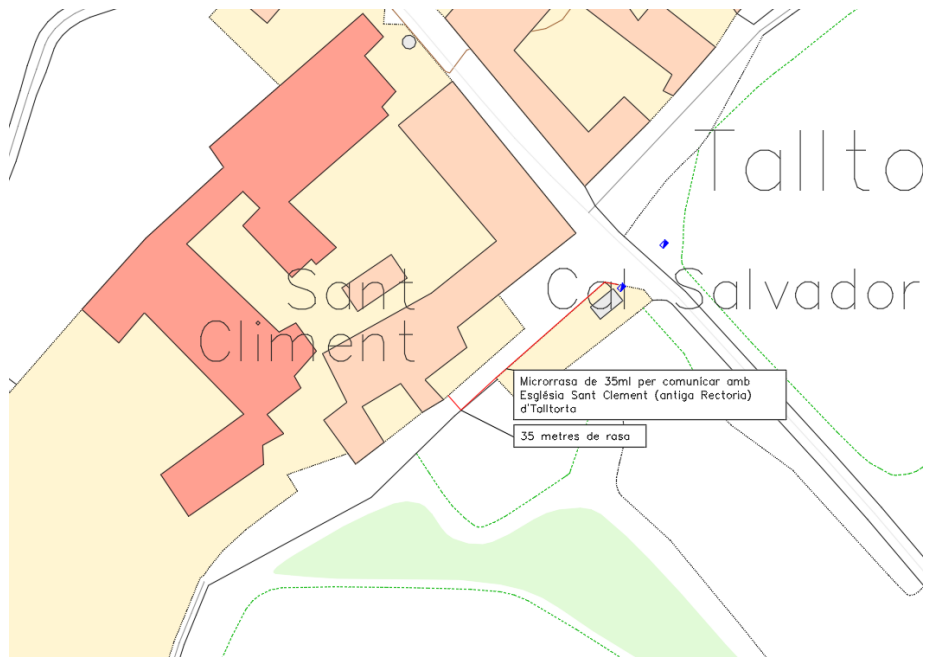 Tallto
Sant
Climent
Cal Salvador
Microrrasa de 35ml per comunicar amb
Església Sant Clement (antiga Rectoria)
d'Talltorta
35 metres de rasa